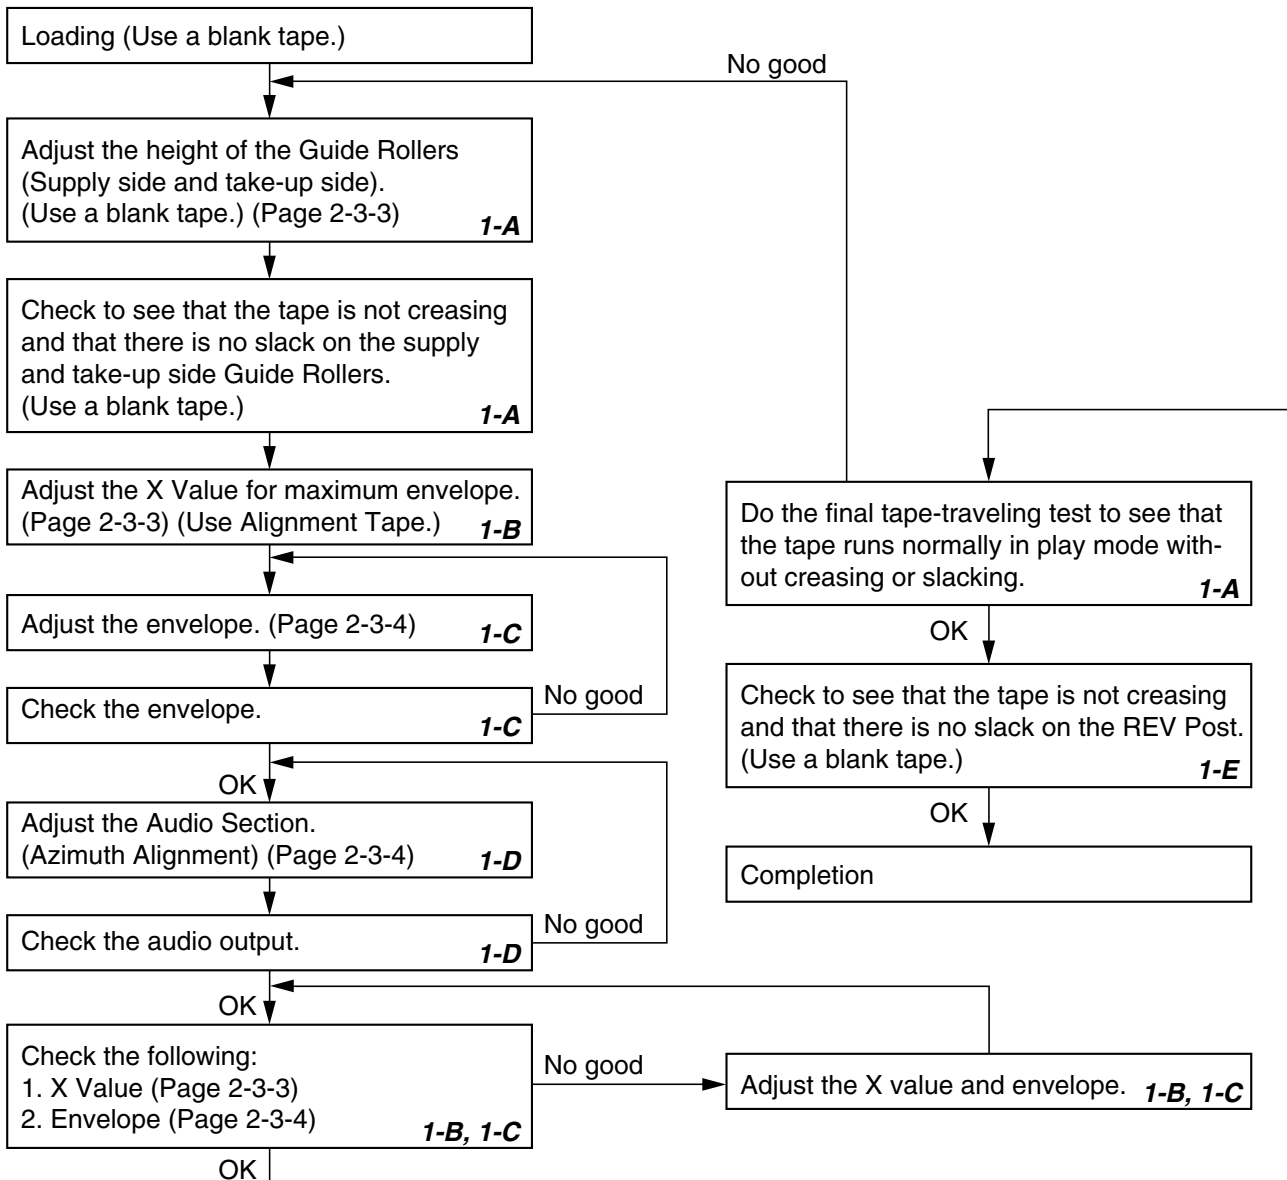 Loading (Use a blank tape.)
No good
Adjust the height of the Guide Rollers
(Supply side and take-up side).
(Use a blank tape.) (Page 2-3-3)
1-A
Check to see that the tape is not creasing
and that there is no slack on the supply
and take-up side Guide Rollers.
(Use a blank tape.)
1-A
Adjust the X Value for maximum envelope.
(Page 2-3-3) (Use Alignment Tape.)
1-B
Adjust the envelope. (Page 2-3-4)
1-C
Check the envelope.
1-C
No good
OK
Adjust the Audio Section.
(Azimuth Alignment) (Page 2-3-4)
1-D
Check the audio output.
1-D
No good
OK
Check the following:
1. X Value (Page 2-3-3)
2. Envelope (Page 2-3-4)
1-B, 1-C
No good
Adjust the X value and envelope.
1-B, 1-C
OK
Do the final tape-traveling test to see that
the tape runs normally in play mode with-
out creasing or slacking.
1-A
OK
Check to see that the tape is not creasing
and that there is no slack on the REV Post.
(Use a blank tape.)
1-E
OK
Completion